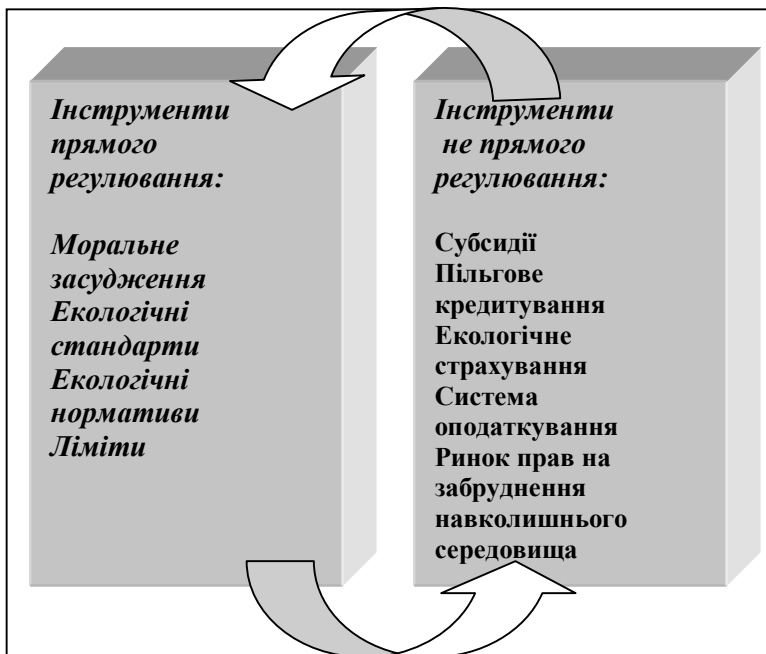 Інструменти
прямого
регулювання:
Моральне
засудження
Екологічні
стандарти
Екологічні
нормативи
Ліміти
Інструменти
не прямого
регулювання:
Субсидії
Пільгове
кредитування
Екологічне
страхування
Система
оподаткування
Ринок прав на
забруднення
навколишнього
середовища